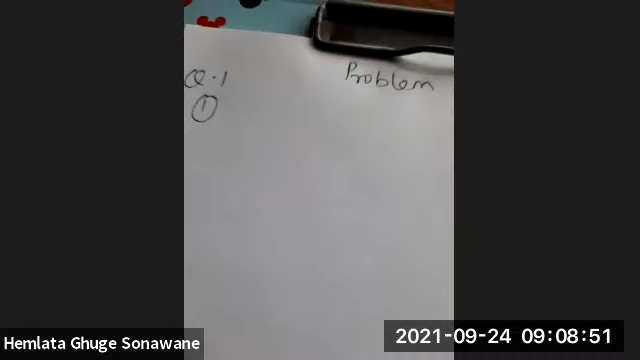 Problem
Q.1
1
Hemlata Ghuge Sonawane
2021-09-24 09:08:51